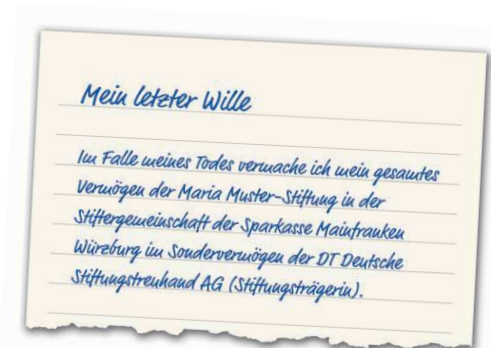 Mein letzter Wille
Im Falle meines Todes vermache ich mein gesamtes
Vermögen der Maria Muster-Stiftung in der
Stiftergemeinschaft der Sparkasse Mainfranken
Würzburg im Sondervermögen der DT Deutsche
Stiftungstreuhand AG (Stiftungsträgerin).